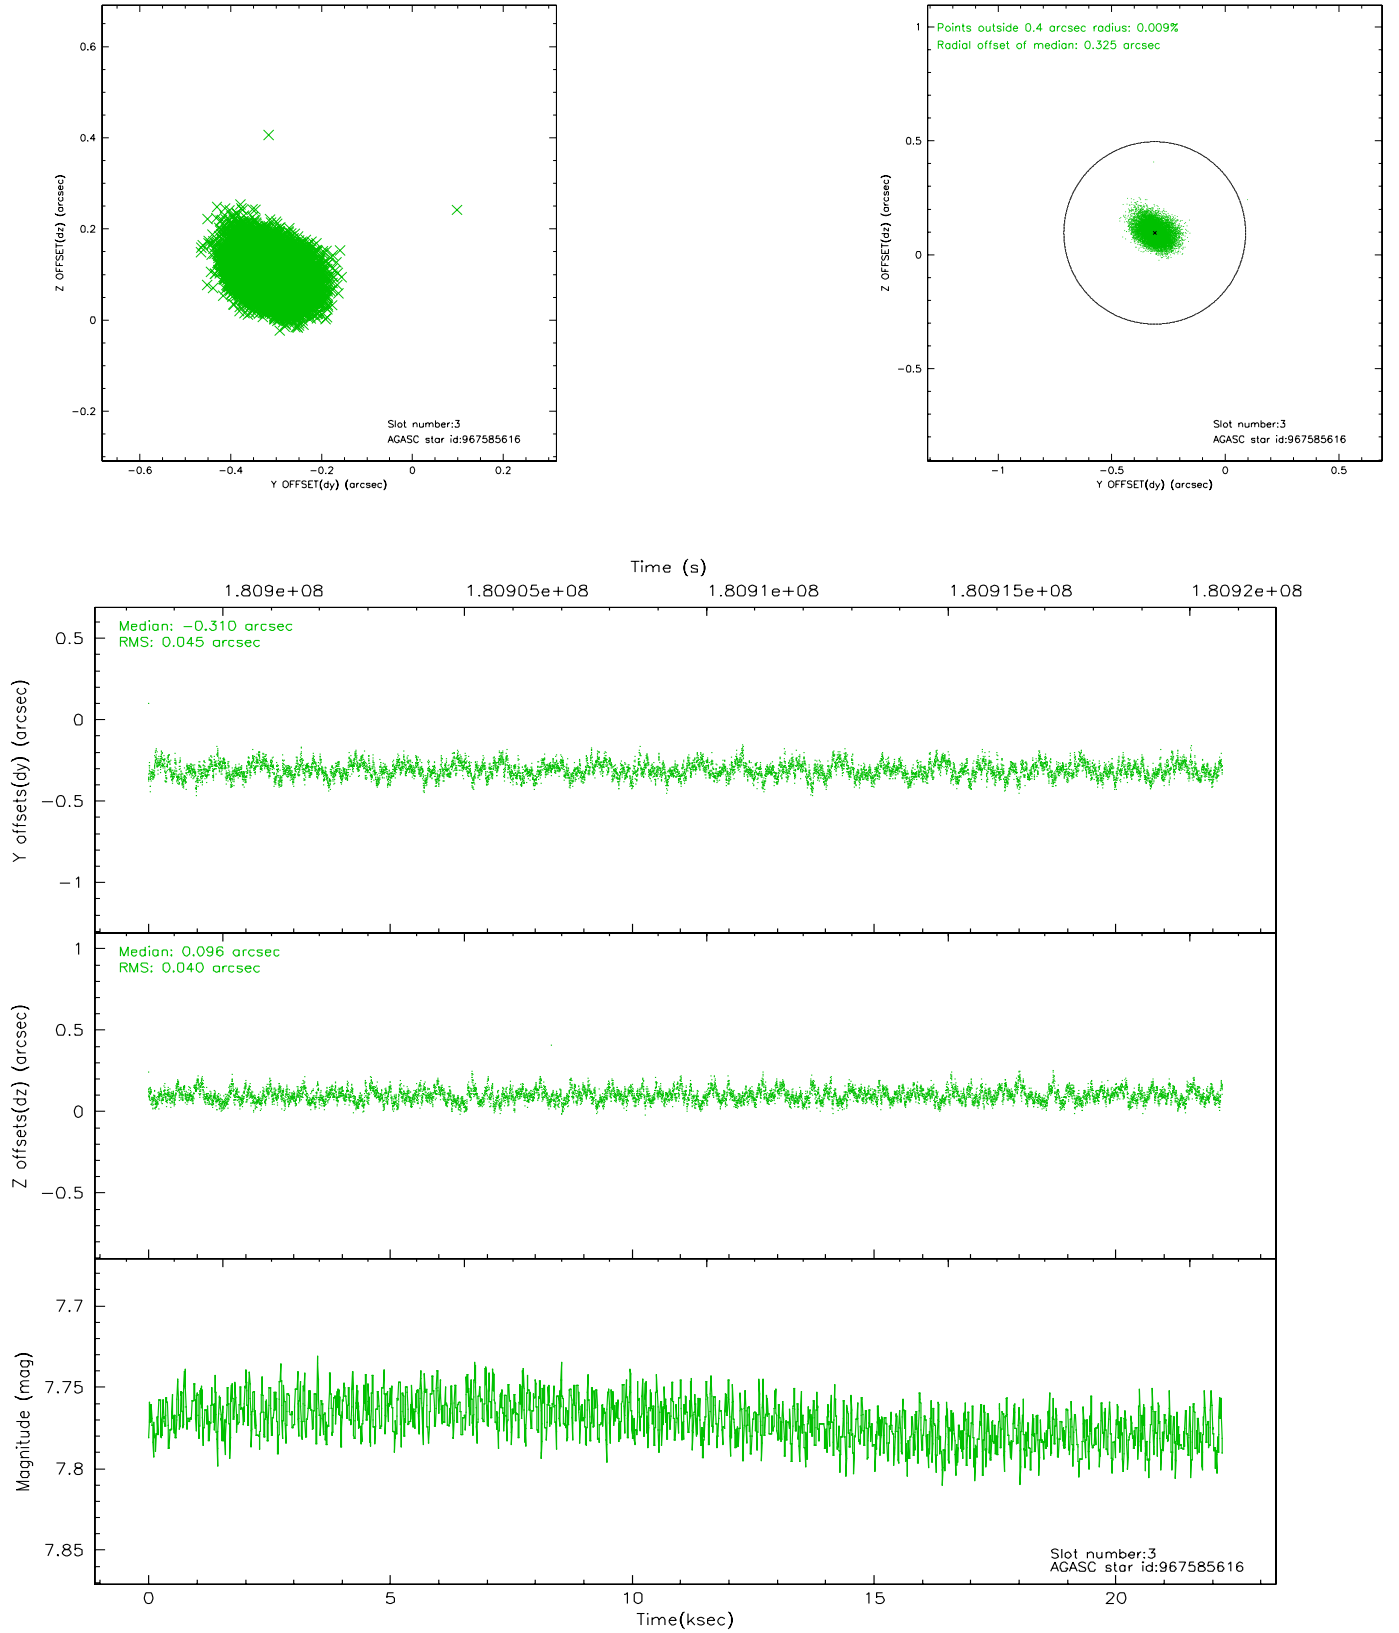 0.6
0.4
0.2
0
−0.2
Z OFFSET(dz) (arcsec)
Slot number:3
AGASC star id:967585616
−0.6 −0.4 −0.2 0 0.2
Y OFFSET(dy) (arcsec)
Points outside 0.4 arcsec radius: 0.009%
Radial offset of median: 0.325 arcsec
1
0.5
0
−0.5
Z OFFSET(dz) (arcsec)
Slot number:3
AGASC star id:967585616
−1 −0.5 0 0.5
Y OFFSET(dy) (arcsec)
Time (s)
1.809e+08 1.80905e+08 1.8091e+08 1.80915e+08 1.8092e+08
Median: −0.310 arcsec
RMS: 0.045 arcsec
0.5
0
−0.5
−1
Y offsets(dy) (arcsec)
Median: 0.096 arcsec
RMS: 0.040 arcsec
1
0.5
0
−0.5
Z offsets(dz) (arcsec)
7.7
7.75
7.8
7.85
Magnitude (mag)
Slot number:3
AGASC star id:967585616
0 5 10 15 20
Time(ksec)